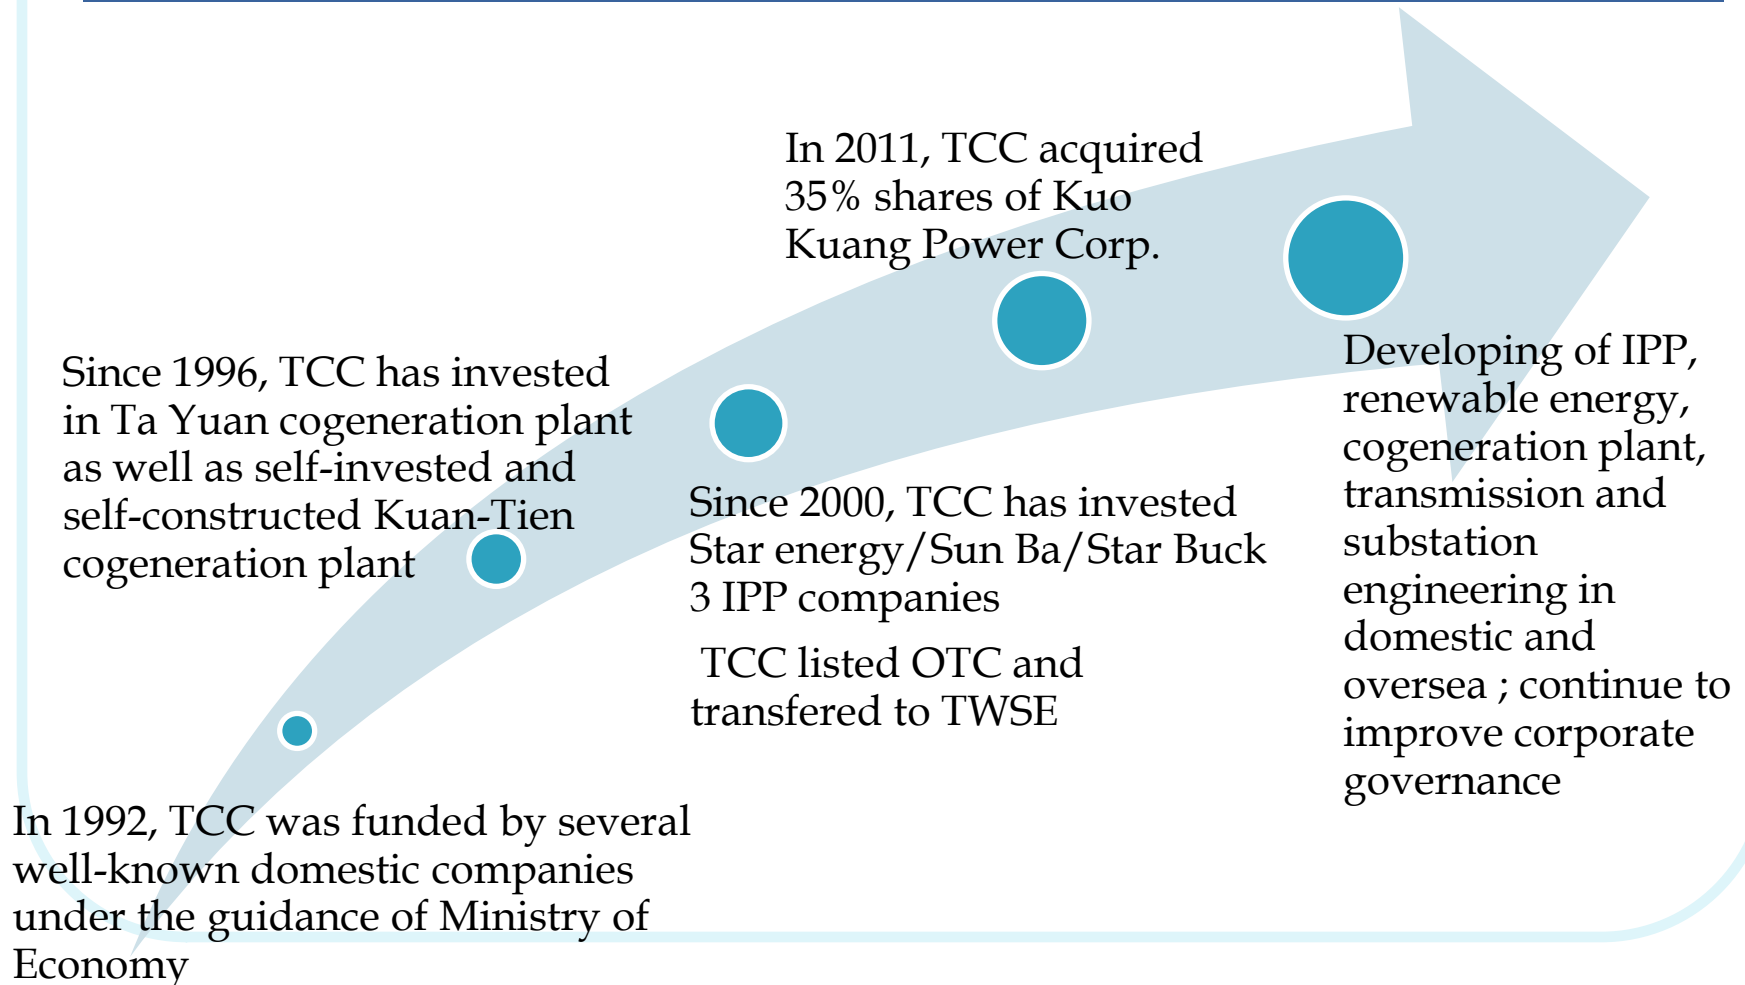 In 1992, TCC was funded by several
well-known domestic companies
under the guidance of Ministry of
Economy
Since 1996, TCC has invested
in Ta Yuan cogeneration plant
as well as self-invested and
self-constructed Kuan-Tien
cogeneration plant
Since 2000, TCC has invested
Star energy/Sun Ba/Star Buck
3 IPP companies
TCC listed OTC and
transfered to TWSE
In 2011, TCC acquired
35% shares of Kuo
Kuang Power Corp.
Developing of IPP,
renewable energy,
cogeneration plant,
transmission and
substation
engineering in
domestic and
oversea ; continue to
improve corporate
governance